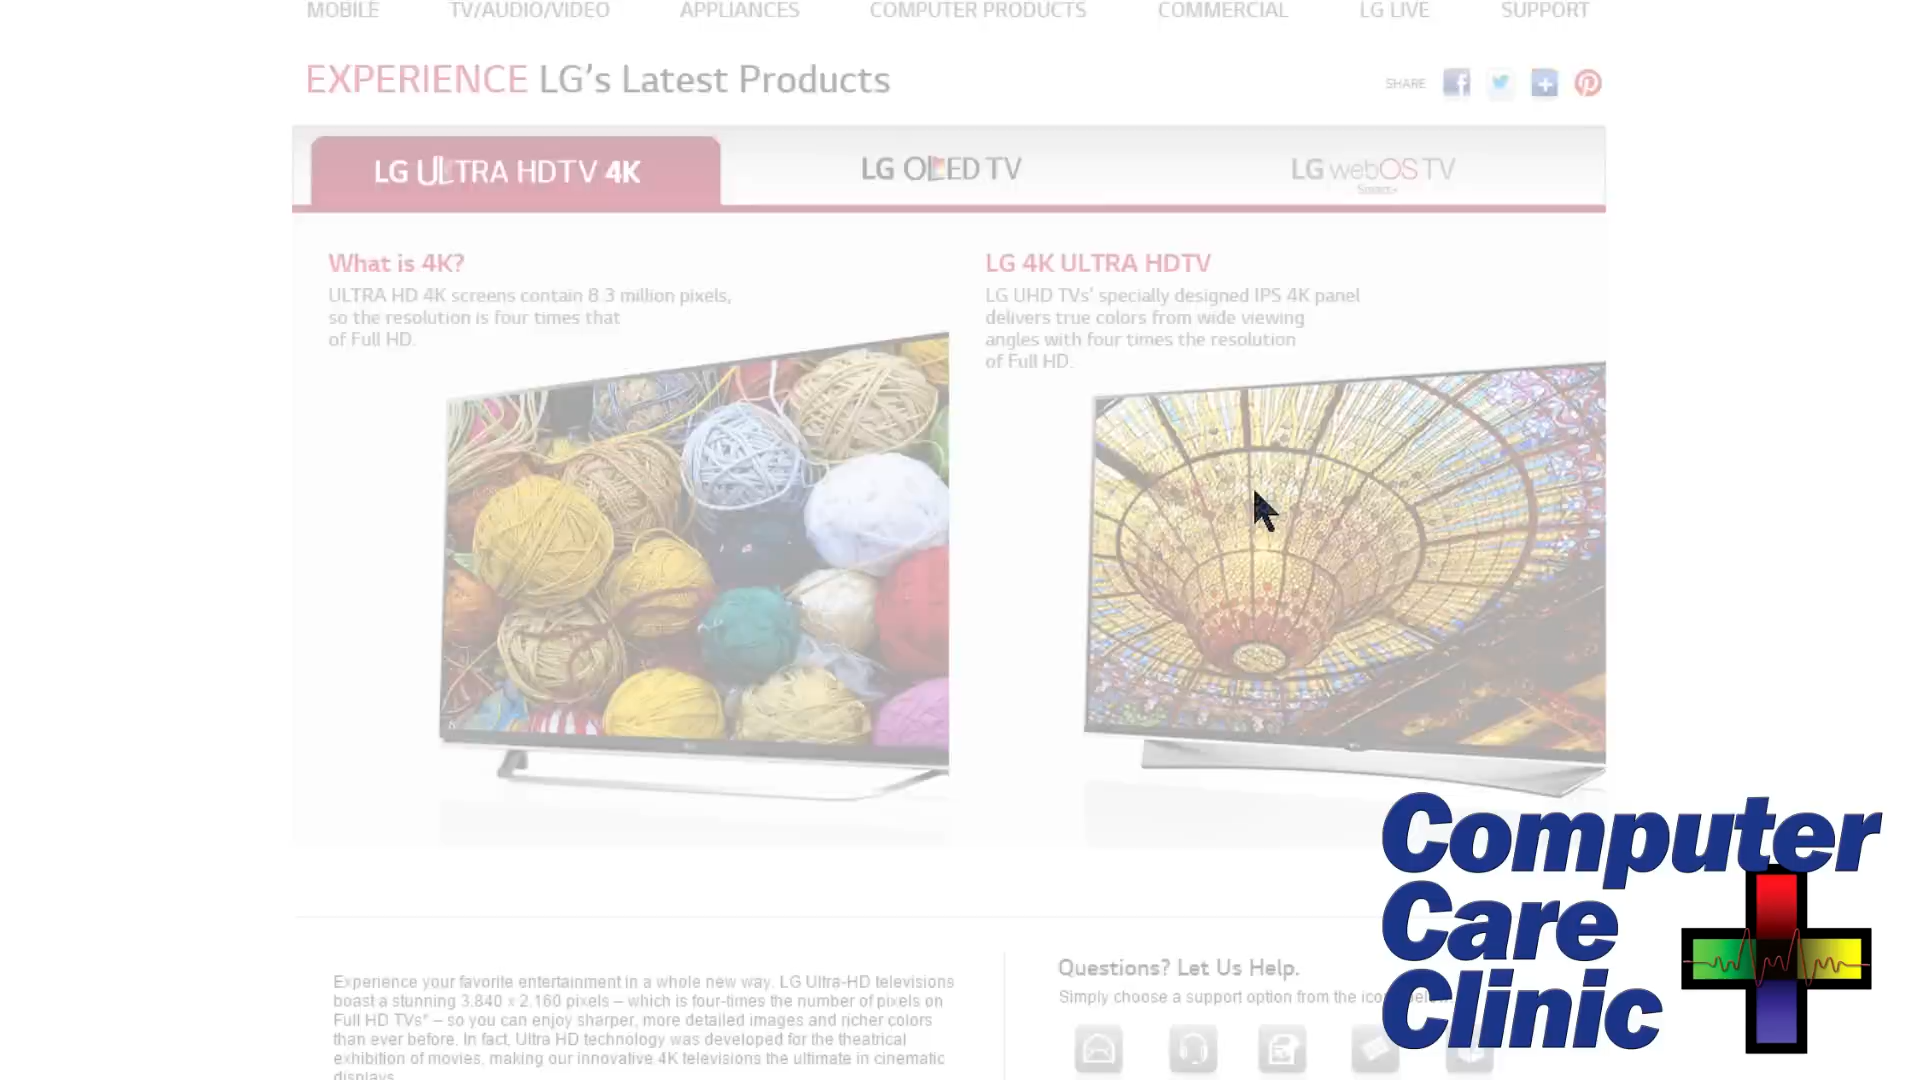 MOBILE TV/AUDIO/VIDEO APPLIANCES COMPUTER PRODUCTS COMMERCIAL LG LIVE SUPPORT
EXPERIENCE LG's Latest Products
SHARE
LG ULTRA HDTV 4K
LG OLED TV
LG webOS TV
Smart+
What is 4K?
ULTRA HD 4K screens contain 8.3 million pixels,
so the resolution is four times that
of Full HD.
LG 4K ULTRA HDTV
LG UHD TVs' specially designed IPS 4K panel
delivers true colors from wide viewing
angles with four times the resolution
of Full HD.
Experience your favorite entertainment in a whole new way. LG Ultra-HD televisions
boast a stunning 3,840 x 2,160 pixels – which is four-times the number of pixels on
Full HD TVs* – so you can enjoy sharper, more detailed images and richer colors
than ever before. In fact, Ultra HD technology was developed for the theatrical
exhibition of movies, making our innovative 4K televisions the ultimate in cinematic
displays.
Questions? Let Us Help.
Simply choose a support option from the icons below.
Computer
Care
Clinic